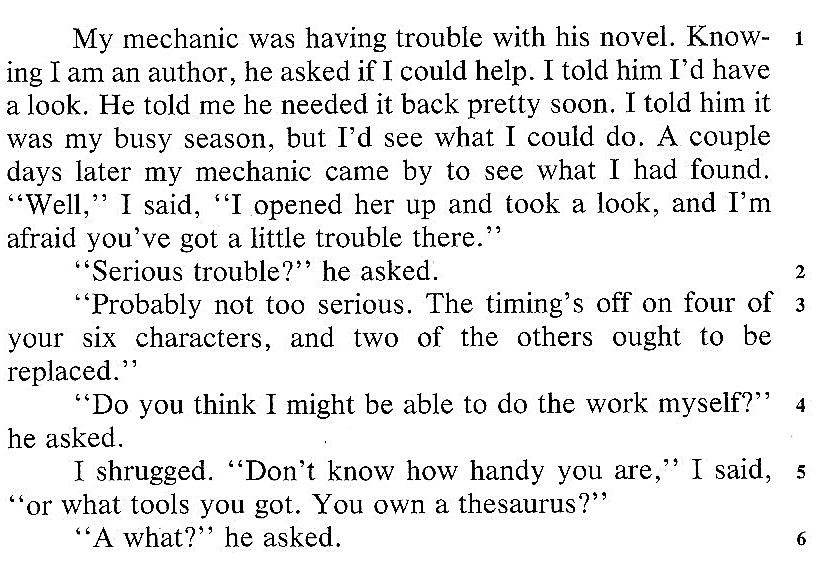 My mechanic was having trouble with his novel. Know- 1
ing I am an author, he asked if I could help. I told him I'd have
a look. He told me he needed it back pretty soon. I told him it
was my busy season, but I'd see what I could do. A couple
days later my mechanic came by to see what I had found.
‘‘Well,’’ I said, ‘‘I opened her up and took a look, and I'm
afraid you've got a little trouble there.’’
‘‘Serious trouble?’’ he asked. 2
‘‘Probably not too serious. The timing's off on four of 3
your six characters, and two of the others ought to be
replaced.’’
‘‘Do you think I might be able to do the work myself?’’ 4
he asked.
I shrugged. ‘‘Don't know how handy you are,’’ I said, 5
‘‘or what tools you got. You own a thesaurus?’’
‘‘A what?’’ he asked. 6